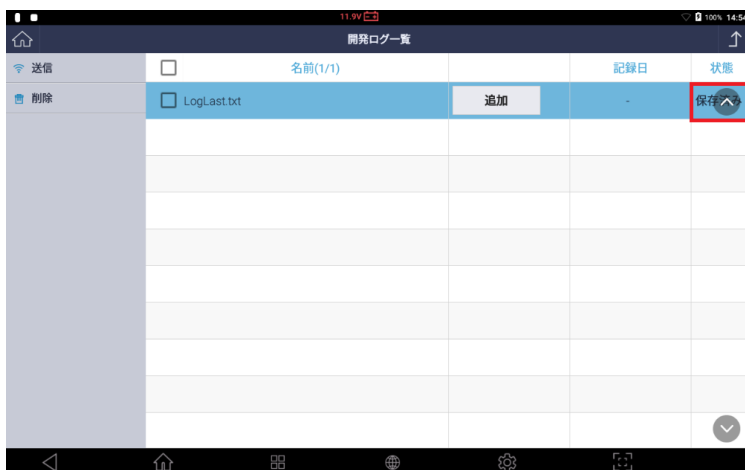 11.9V
100% 14:54
開発ログ一覧
送信
名前(1/1)
記録日
状態
削除
LogLast.txt
追加
-
保存済み